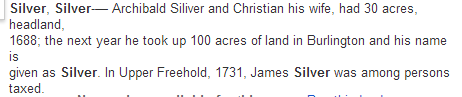 Silver, Silver-— Archibald Siliver and Christian his wife, had 30 acres,
headland,
1688; the next year he took up 100 acres of land in Burlington and his name
is
given as Silver. In Upper Freehold, 1731, James Silver was among persons
taxed.